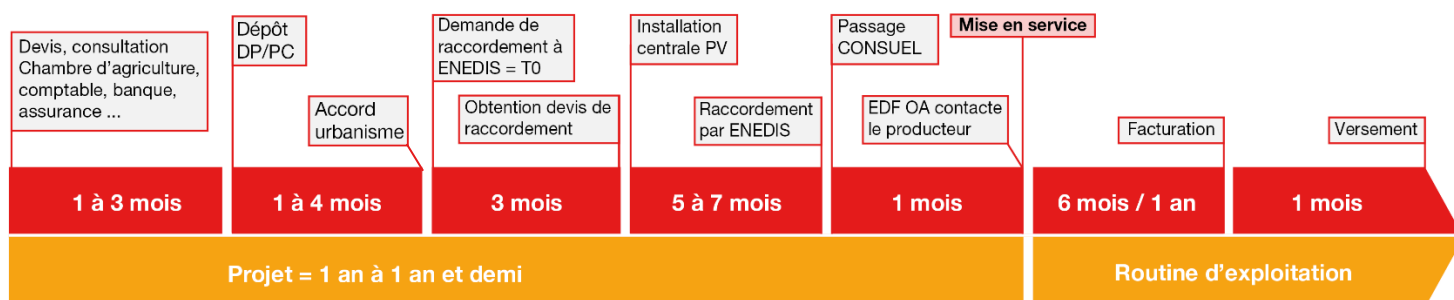 Devis, consultation
Chambre d'agriculture,
comptable, banque,
assurance ...
Dépôt
DP/PC
Accord
urbanisme
Demande de
raccordement à
ENEDIS = T0
Obtention devis de
raccordement
Installation
centrale PV
Raccordement
par ENEDIS
Passage
CONSUEL
EDF OA contacte
le producteur
Mise en service
Facturation
Versement
1 à 3 mois
1 à 4 mois
3 mois
5 à 7 mois
1 mois
6 mois / 1 an
1 mois
Projet = 1 an à 1 an et demi
Routine d'exploitation